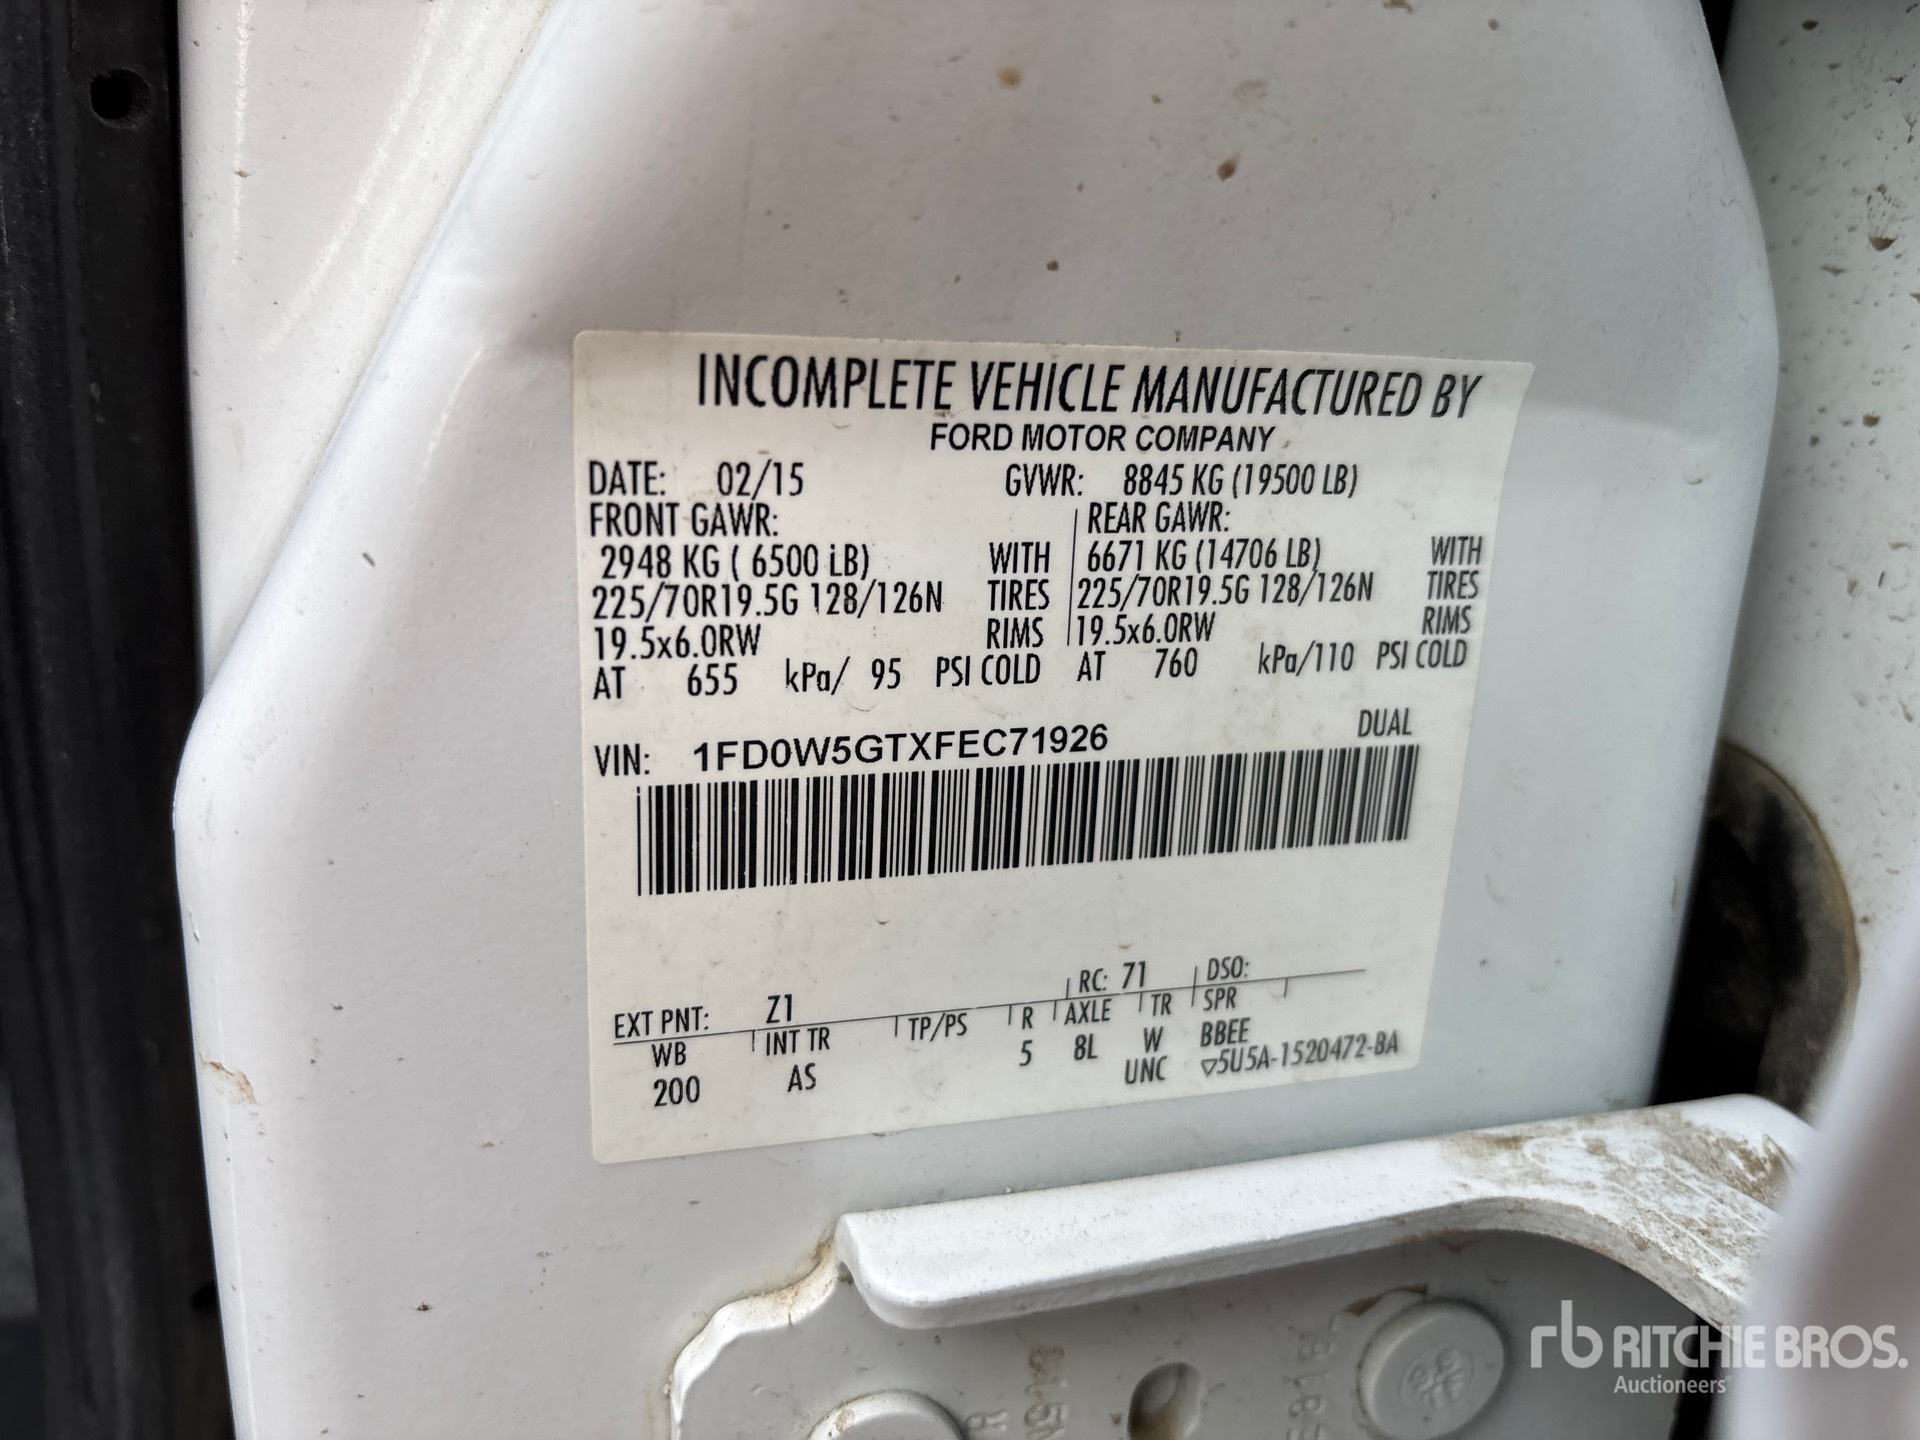 INCOMPLETE VEHICLE MANUFACTURED BY
FORD MOTOR COMPANY
DATE: 02/15 GVWR: 8845 KG (19500 LB)
FRONT GAWR: REAR GAWR:
2948 KG ( 6500 LB) WITH 6671 KG (14706 LB) WITH
225/70R19.5G 128/126N TIRES 225/70R19.5G 128/126N TIRES
19.5x6.0RW RIMS 19.5x6.0RW RIMS
AT 655 kPa/ 95 PSI COLD AT 760 kPa/110 PSI COLD
VIN: 1FD0W5GTXFEC71926 DUAL
EXT PNT: Z1 RC: 71 DSO:
WB INT TR TP/PS R AXLE TR SPR
200 AS 5 8L W BBEE
UNC ▽5U5A-1520472-BA
rb RITCHIE BROS.
Auctioneers